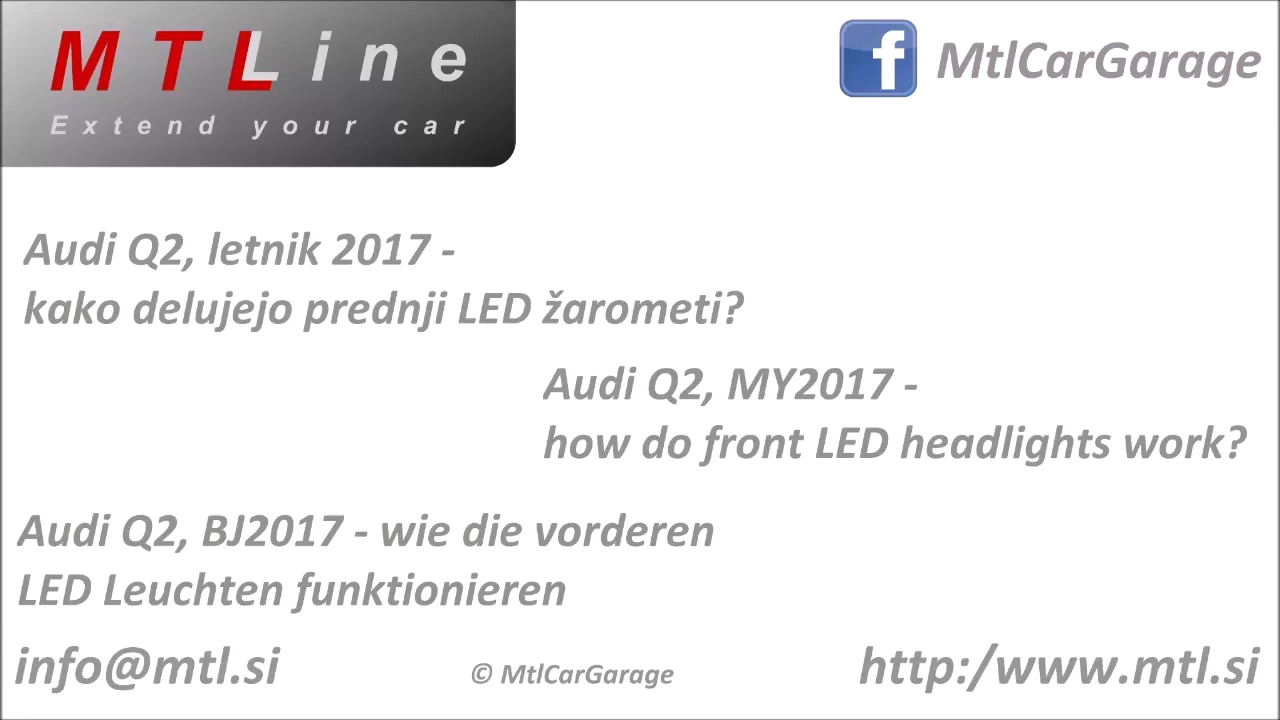 MTLine
Extend your car
f MtlCarGarage
Audi Q2, letnik 2017 -
kako delujejo prednji LED žarometi?
Audi Q2, MY2017 -
how do front LED headlights work?
Audi Q2, BJ2017 - wie die vorderen
LED Leuchten funktionieren
info@mtl.si
© MtlCarGarage
http:/www.mtl.si